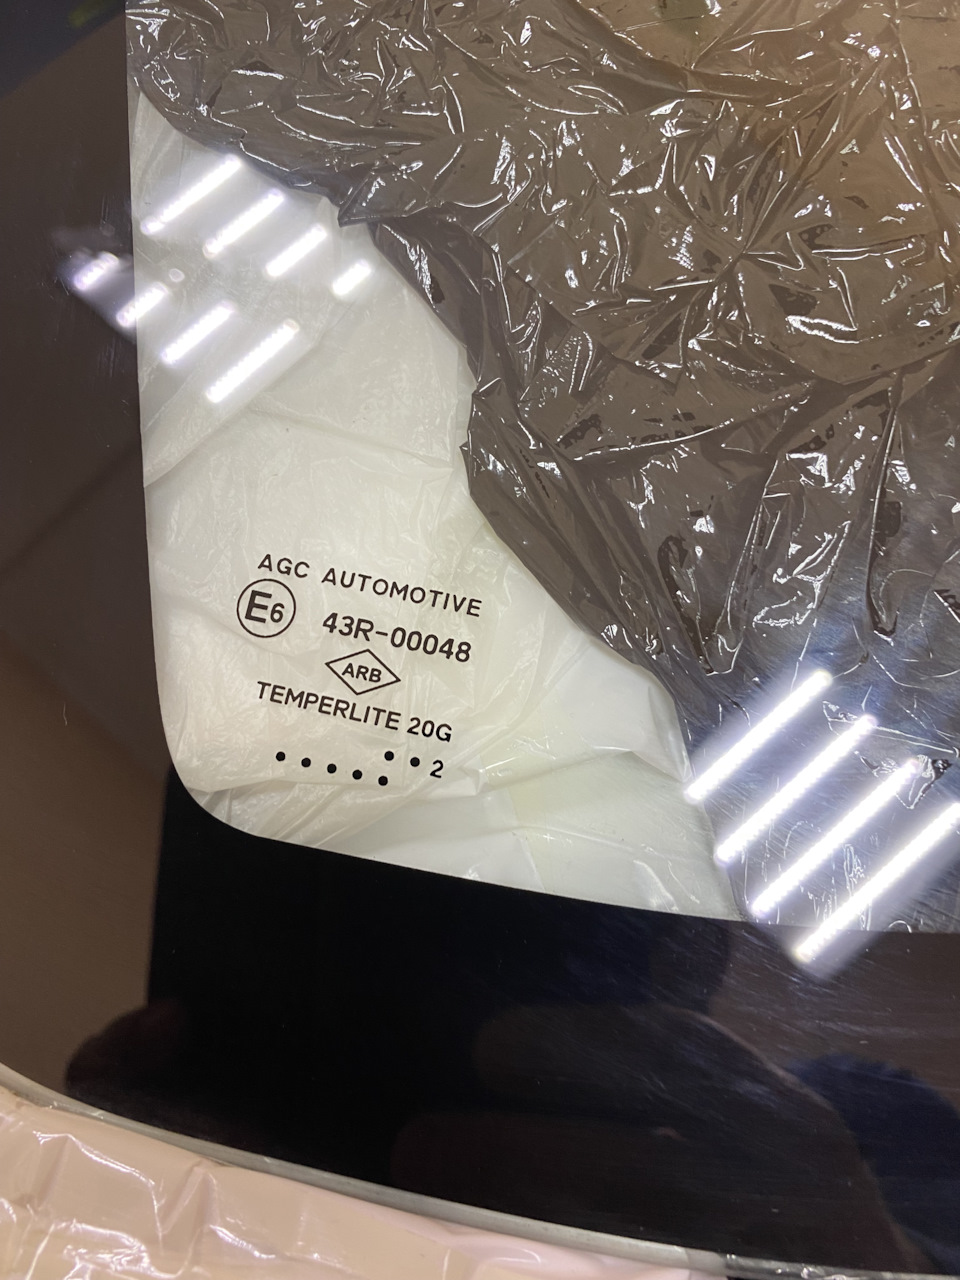 AGC AUTOMOTIVE
E6 43R-00048
ARB
TEMPERLITE 20G
•••••••2